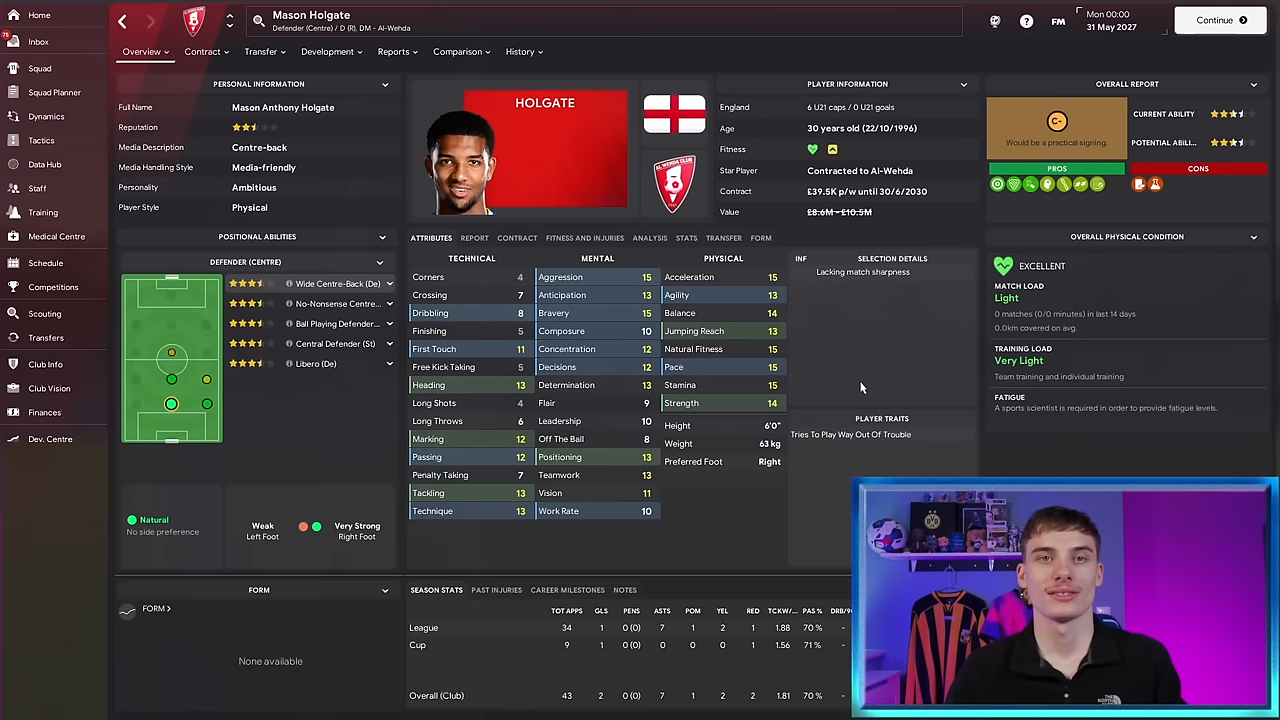 Home
75
Inbox
Squad
Squad Planner
Dynamics
Tactics
Data Hub
Staff
Training
Medical Centre
Schedule
Competitions
Scouting
Transfers
Club Info
Club Vision
Finances
Dev. Centre
Mason Holgate
Defender (Centre) / D (R), DM - Al-Wehda
FM
Mon 00:00
31 May 2027
Continue
Overview Contract Transfer Development Reports Comparison History
PERSONAL INFORMATION
Full Name Mason Anthony Holgate
Reputation
Media Description Centre-back
Media Handling Style Media-friendly
Personality Ambitious
Player Style Physical
HOLGATE
PLAYER INFORMATION
England 6 U21 caps / 0 U21 goals
Age 30 years old (22/10/1996)
Fitness
Star Player Contracted to Al-Wehda
Contract £39.5K p/w until 30/6/2030
Value £8.6M - £10.5M
OVERALL REPORT
C-
Would be a practical signing.
CURRENT ABILITY
POTENTIAL ABILI...
PROS CONS
POSITIONAL ABILITIES
DEFENDER (CENTRE)
Wide Centre-Back (De)
No-Nonsense Centre...
Ball Playing Defender...
Central Defender (St)
Libero (De)
Natural
No side preference
Weak
Left Foot
Very Strong
Right Foot
ATTRIBUTES REPORT CONTRACT FITNESS AND INJURIES ANALYSIS STATS TRANSFER FORM
TECHNICAL
Corners 4
Crossing 7
Dribbling 8
Finishing 5
First Touch 11
Free Kick Taking 5
Heading 13
Long Shots 4
Long Throws 6
Marking 12
Passing 12
Penalty Taking 7
Tackling 13
Technique 13
MENTAL
Aggression 15
Anticipation 13
Bravery 15
Composure 10
Concentration 12
Decisions 12
Determination 13
Flair 9
Leadership 10
Off The Ball 8
Positioning 13
Teamwork 13
Vision 11
Work Rate 10
PHYSICAL
Acceleration 15
Agility 13
Balance 14
Jumping Reach 13
Natural Fitness 15
Pace 15
Stamina 15
Strength 14
Height 6'0"
Weight 63 kg
Preferred Foot Right
INF SELECTION DETAILS
Lacking match sharpness
PLAYER TRAITS
Tries To Play Way Out Of Trouble
OVERALL PHYSICAL CONDITION
EXCELLENT
MATCH LOAD
Light
0 matches (0/0 minutes) in last 14 days
0.0km covered on avg.
TRAINING LOAD
Very Light
Team training and individual training
FATIGUE
A sports scientist is required in order to provide fatigue levels.
FORM
FORM
None available
SEASON STATS PAST INJURIES CAREER MILESTONES NOTES
TOT APPS GLS PENS ASTS POM YEL RED TCKW/... PAS % DRB/90
League 34 1 0 (0) 7 1 2 1 1.88 70 % -
Cup 9 1 0 (0) 0 0 0 0 1.56 71 % -
Overall (Club) 43 2 0 (0) 7 1 2 1 1.81 70 % -
BVB
THE
NORTH